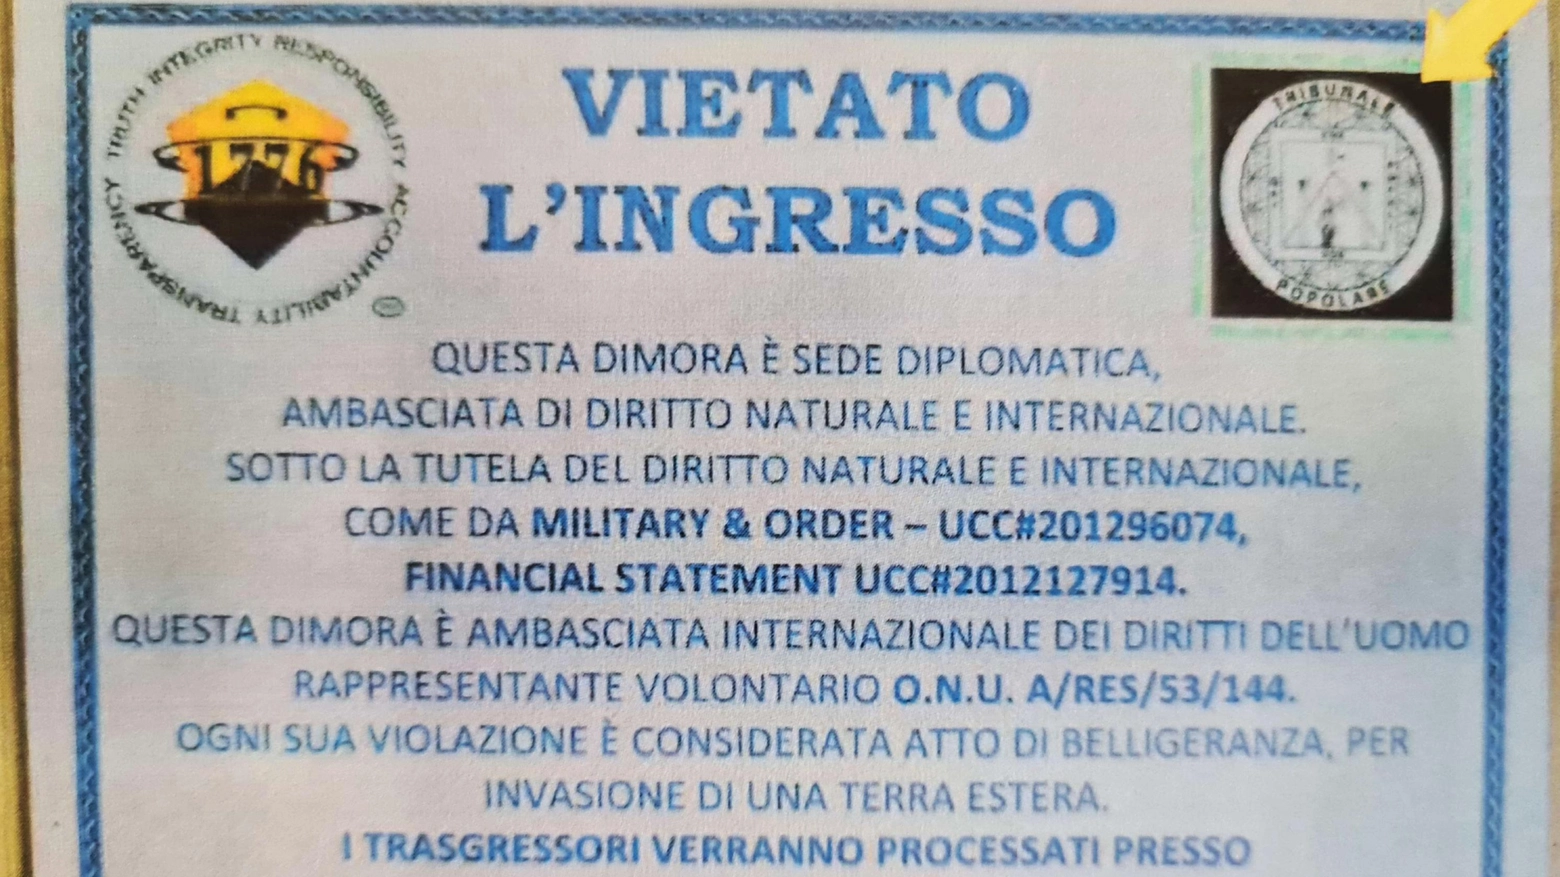 TRUTH INTEGRITY RESPONSIBILITY ACCOUNTABILITY TRANSPARENCY
1776
VIETATO
L'INGRESSO
TRIBUNALE
POPOLARE
QUESTA DIMORA È SEDE DIPLOMATICA,
AMBASCIATA DI DIRITTO NATURALE E INTERNAZIONALE.
SOTTO LA TUTELA DEL DIRITTO NATURALE E INTERNAZIONALE,
COME DA MILITARY & ORDER – UCC#201296074,
FINANCIAL STATEMENT UCC#2012127914.
QUESTA DIMORA È AMBASCIATA INTERNAZIONALE DEI DIRITTI DELL'UOMO
RAPPRESENTANTE VOLONTARIO O.N.U. A/RES/53/144.
OGNI SUA VIOLAZIONE È CONSIDERATA ATTO DI BELLIGERANZA, PER
INVASIONE DI UNA TERRA ESTERA.
I TRASGRESSORI VERRANNO PROCESSATI PRESSO